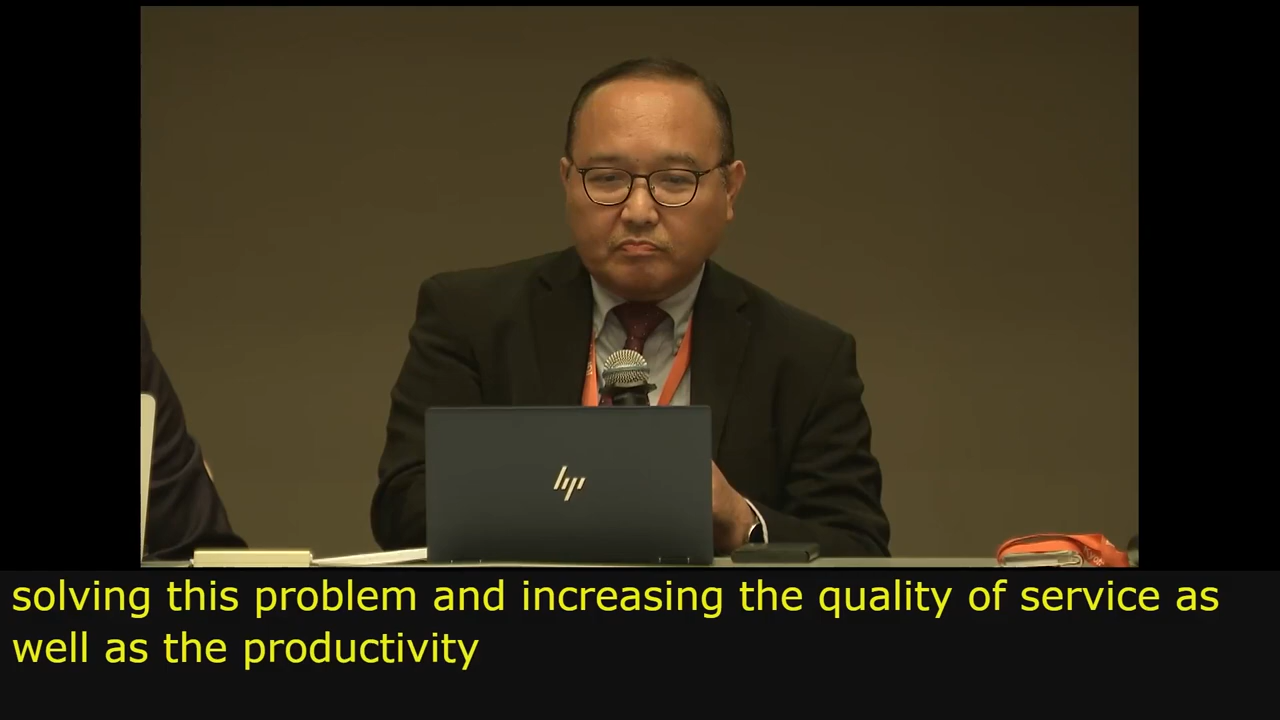 hp
solving this problem and increasing the quality of service as
well as the productivity